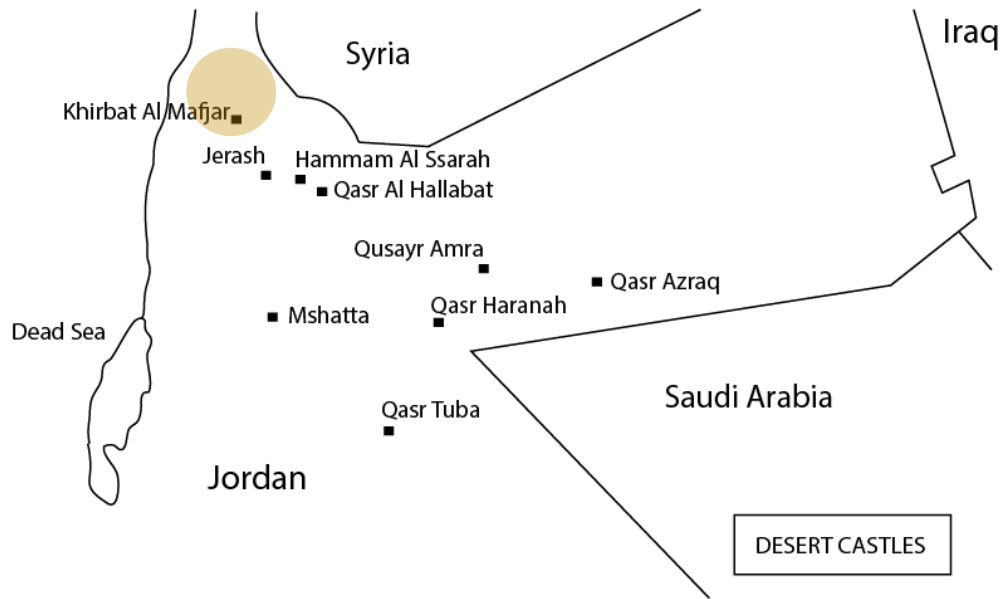 Iraq
Syria
Khirbat Al Mafjar
Jerash
Hammam Al Ssarah
Qasr Al Hallabat
Qusayr Amra
Qasr Azraq
Qasr Haranah
Mshatta
Dead Sea
Saudi Arabia
Qasr Tuba
Jordan
DESERT CASTLES